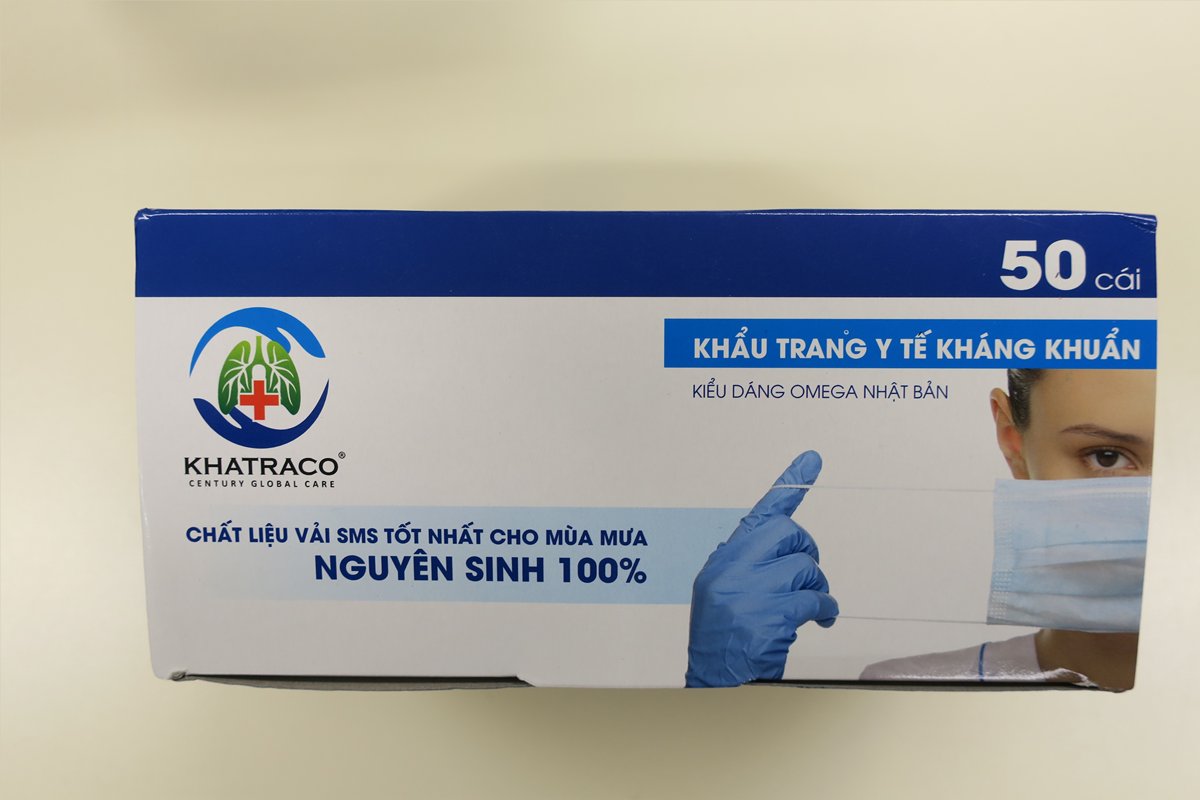 50 cái
KHẨU TRANG Y TẾ KHÁNG KHUẨN
KIỂU DÁNG OMEGA NHẬT BẢN
KHATRACO®
CENTURY GLOBAL CARE
CHẤT LIỆU VẢI SMS TỐT NHẤT CHO MÙA MƯA
NGUYÊN SINH 100%